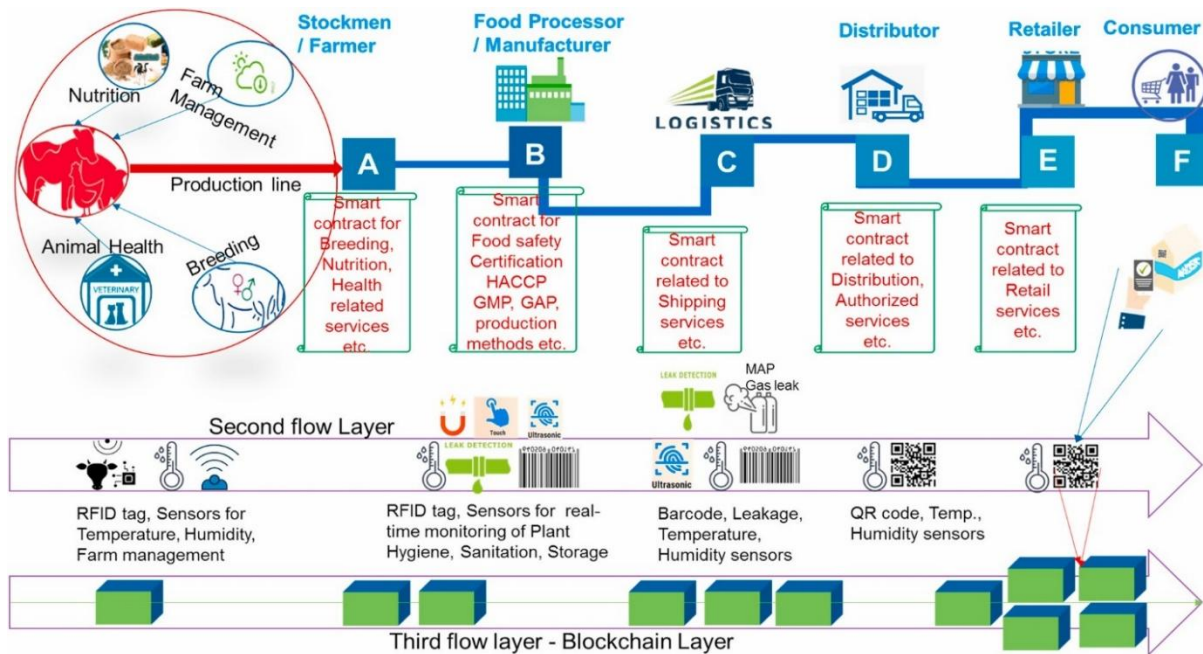 Stockmen
/ Farmer
Food Processor
/ Manufacturer
Distributor
Retailer
Consumer
Nutrition
Farm
Management
LOGISTICS
STORE
A
B
C
D
E
F
Production line
Animal Health
Breeding
VETERINARY
Smart
contract for
Breeding,
Nutrition,
Health
related
services
etc.
Smart
contract for
Food safety
Certification
HACCP
GMP, GAP,
production
methods etc.
Smart
contract
related to
Shipping
services
etc.
Smart
contract
related to
Distribution,
Authorized
services etc.
Smart
contract
related to
Retail
services
etc.
LEAK DETECTION
MAP
Gas leak
Second flow Layer
Touch
Ultrasonic
LEAK DETECTION
Ultrasonic
RFID tag, Sensors for
Temperature, Humidity,
Farm management
RFID tag, Sensors for real-
time monitoring of Plant
Hygiene, Sanitation, Storage
Barcode, Leakage,
Temperature,
Humidity sensors
QR code, Temp.,
Humidity sensors
Third flow layer - Blockchain Layer